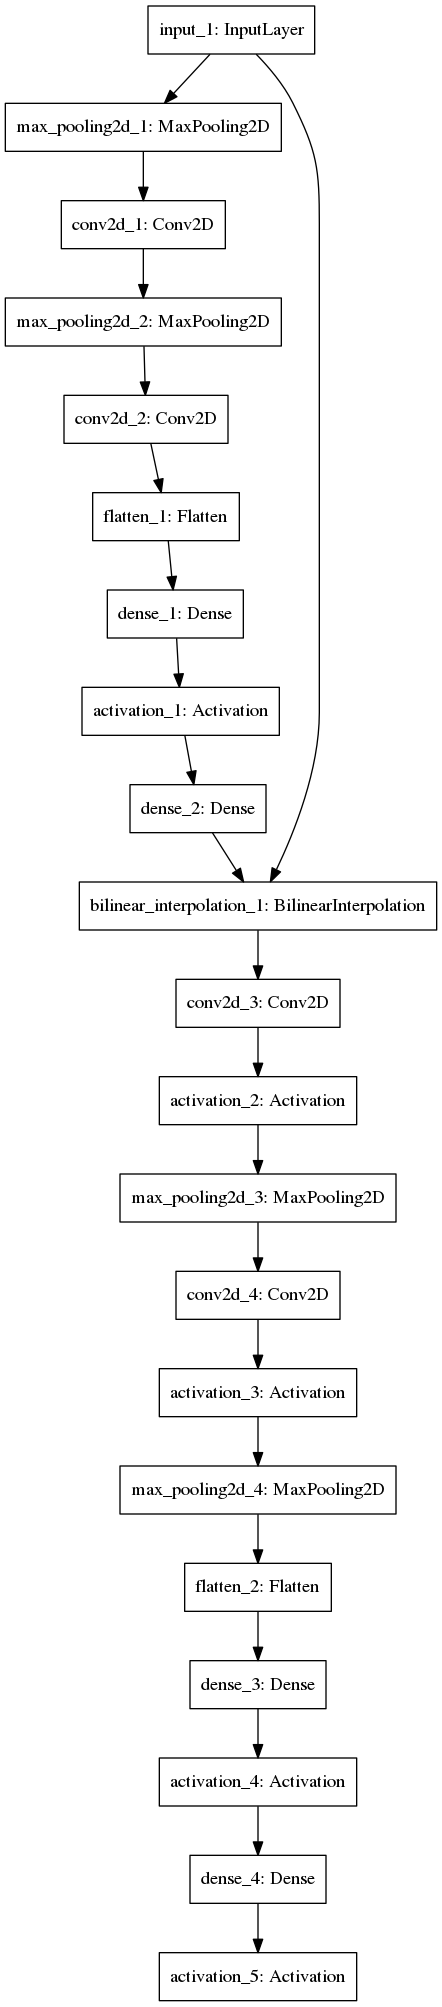 input_1: InputLayer
max_pooling2d_1: MaxPooling2D
conv2d_1: Conv2D
max_pooling2d_2: MaxPooling2D
conv2d_2: Conv2D
flatten_1: Flatten
dense_1: Dense
activation_1: Activation
dense_2: Dense
bilinear_interpolation_1: BilinearInterpolation
conv2d_3: Conv2D
activation_2: Activation
max_pooling2d_3: MaxPooling2D
conv2d_4: Conv2D
activation_3: Activation
max_pooling2d_4: MaxPooling2D
flatten_2: Flatten
dense_3: Dense
activation_4: Activation
dense_4: Dense
activation_5: Activation